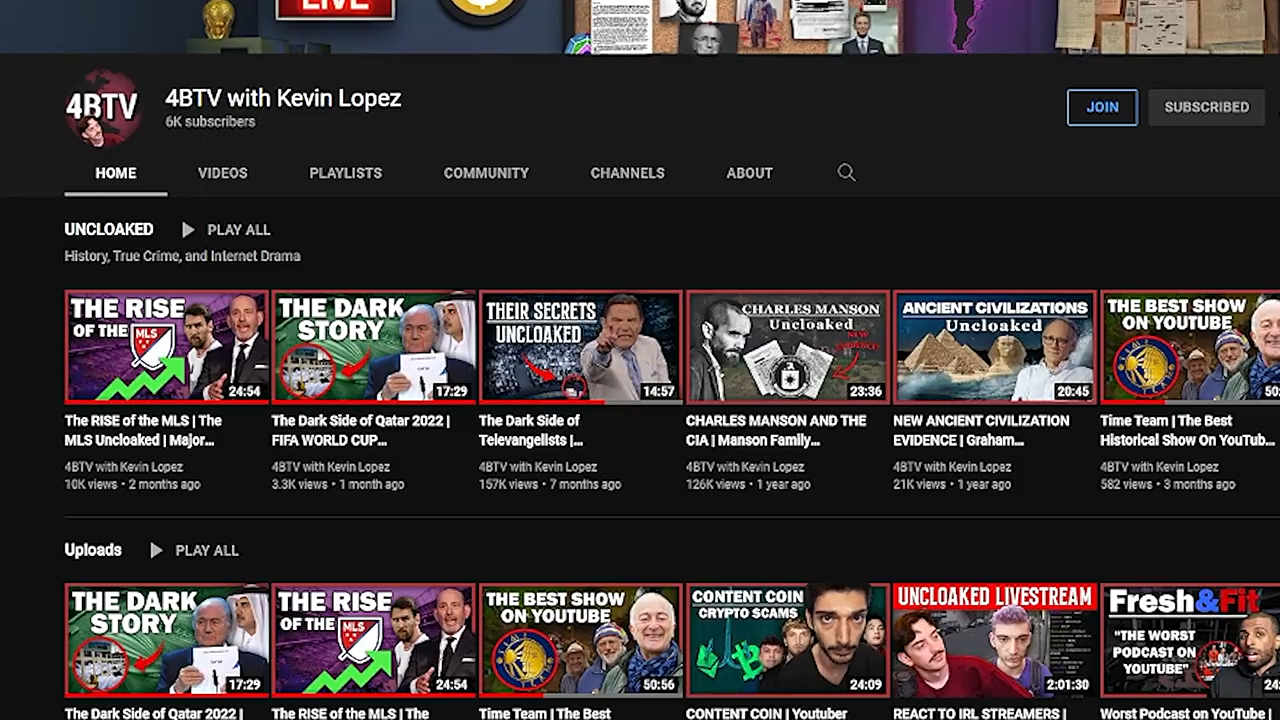 LIVE
4BTV
4BTV with Kevin Lopez
6K subscribers
JOIN
SUBSCRIBED
HOME
VIDEOS
PLAYLISTS
COMMUNITY
CHANNELS
ABOUT
UNCLOAKED
PLAY ALL
History, True Crime, and Internet Drama
THE RISE
OF THE
MLS
24:54
THE DARK
STORY
17:29
THEIR SECRETS
UNCLOAKED
14:57
CHARLES MANSON
Uncloaked
NEW
EVIDENCE
23:36
ANCIENT CIVILIZATIONS
Uncloaked
20:45
THE BEST SHOW
ON YOUTUBE
50:
The RISE of the MLS | The
MLS Uncloaked | Major...
4BTV with Kevin Lopez
10K views • 2 months ago
The Dark Side of Qatar 2022 |
FIFA WORLD CUP...
4BTV with Kevin Lopez
3.3K views • 1 month ago
The Dark Side of
Televangelists |...
4BTV with Kevin Lopez
157K views • 7 months ago
CHARLES MANSON AND THE
CIA | Manson Family...
4BTV with Kevin Lopez
126K views • 1 year ago
NEW ANCIENT CIVILIZATION
EVIDENCE | Graham...
4BTV with Kevin Lopez
21K views • 1 year ago
Time Team | The Best
Historical Show On YouTub...
4BTV with Kevin Lopez
582 views • 3 months ago
Uploads
PLAY ALL
THE DARK
STORY
17:29
THE RISE
OF THE
MLS
24:54
THE BEST SHOW
ON YOUTUBE
50:56
CONTENT COIN
CRYPTO SCAMS
24:09
UNCLOAKED LIVESTREAM
2:01:30
Fresh&Fit
"THE WORST
PODCAST ON
YOUTUBE"
24:
The Dark Side of Qatar 2022 |
The RISE of the MLS | The
Time Team | The Best
CONTENT COIN | Youtuber
REACT TO IRL STREAMERS |
Worst Podcast on YouTube |